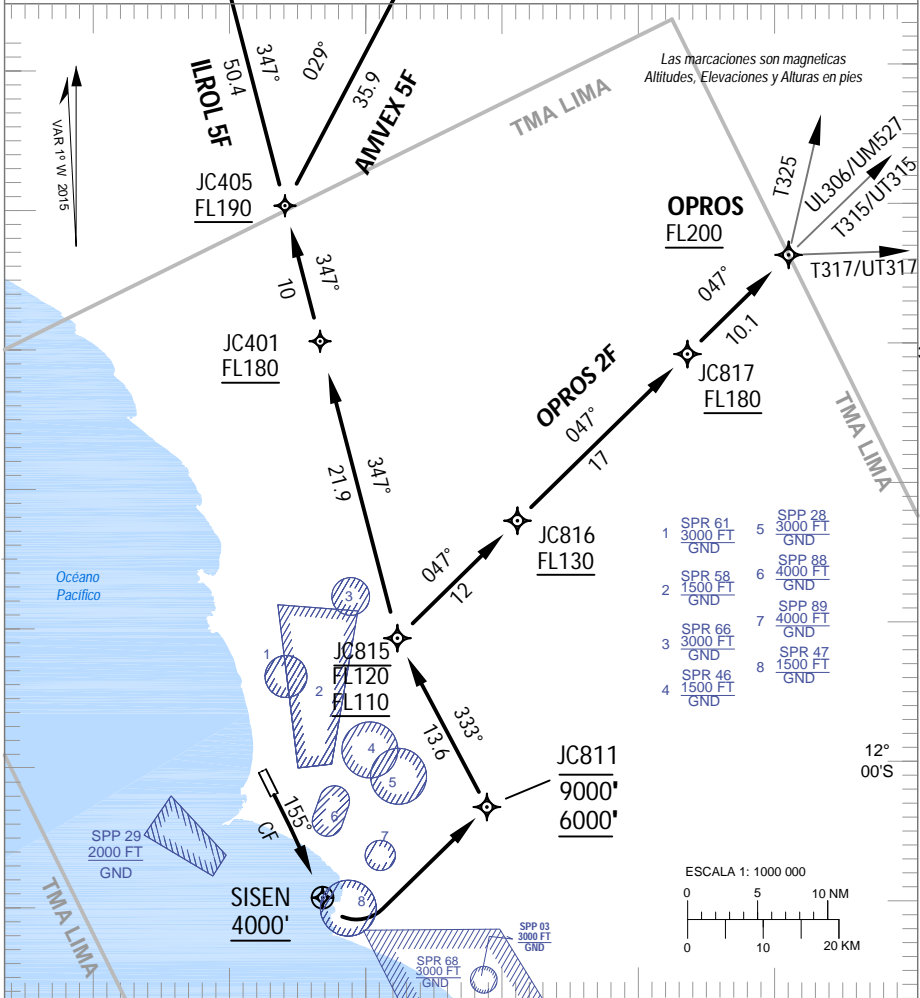 Las marcaciones son magneticas
Altitudes, Elevaciones y Alturas en pies
VAR 1º W 2015
ILROL 5F
50.4
347°
029°
35.9
AMVEX 5F
TMA LIMA
T325
UL306/UM527
T315/UT315
T317/UT317
JC405
FL190
OPROS
FL200
347°
10
047°
10.1
JC401
FL180
JC817
FL180
OPROS 2F
047°
17
TMA LIMA
347°
21.9
JC816
FL130
047°
12
1 SPR 61
3000 FT
GND
2 SPR 58
1500 FT
GND
3 SPR 66
3000 FT
GND
4 SPR 46
1500 FT
GND
5 SPP 28
3000 FT
GND
6 SPP 88
4000 FT
GND
7 SPP 89
4000 FT
GND
8 SPR 47
1500 FT
GND
Océano
Pacífico
3
1
2
JC815
FL120
FL110
333°
13.6
4
5
6
7
8
JC811
9000'
6000'
12°
00'S
155°
CF
SPP 29
2000 FT
GND
SISEN
4000'
TMA LIMA
SPR 68
3000 FT
GND
SPP 03
3000 FT
GND
ESCALA 1: 1000 000
0 5 10 NM
0 10 20 KM